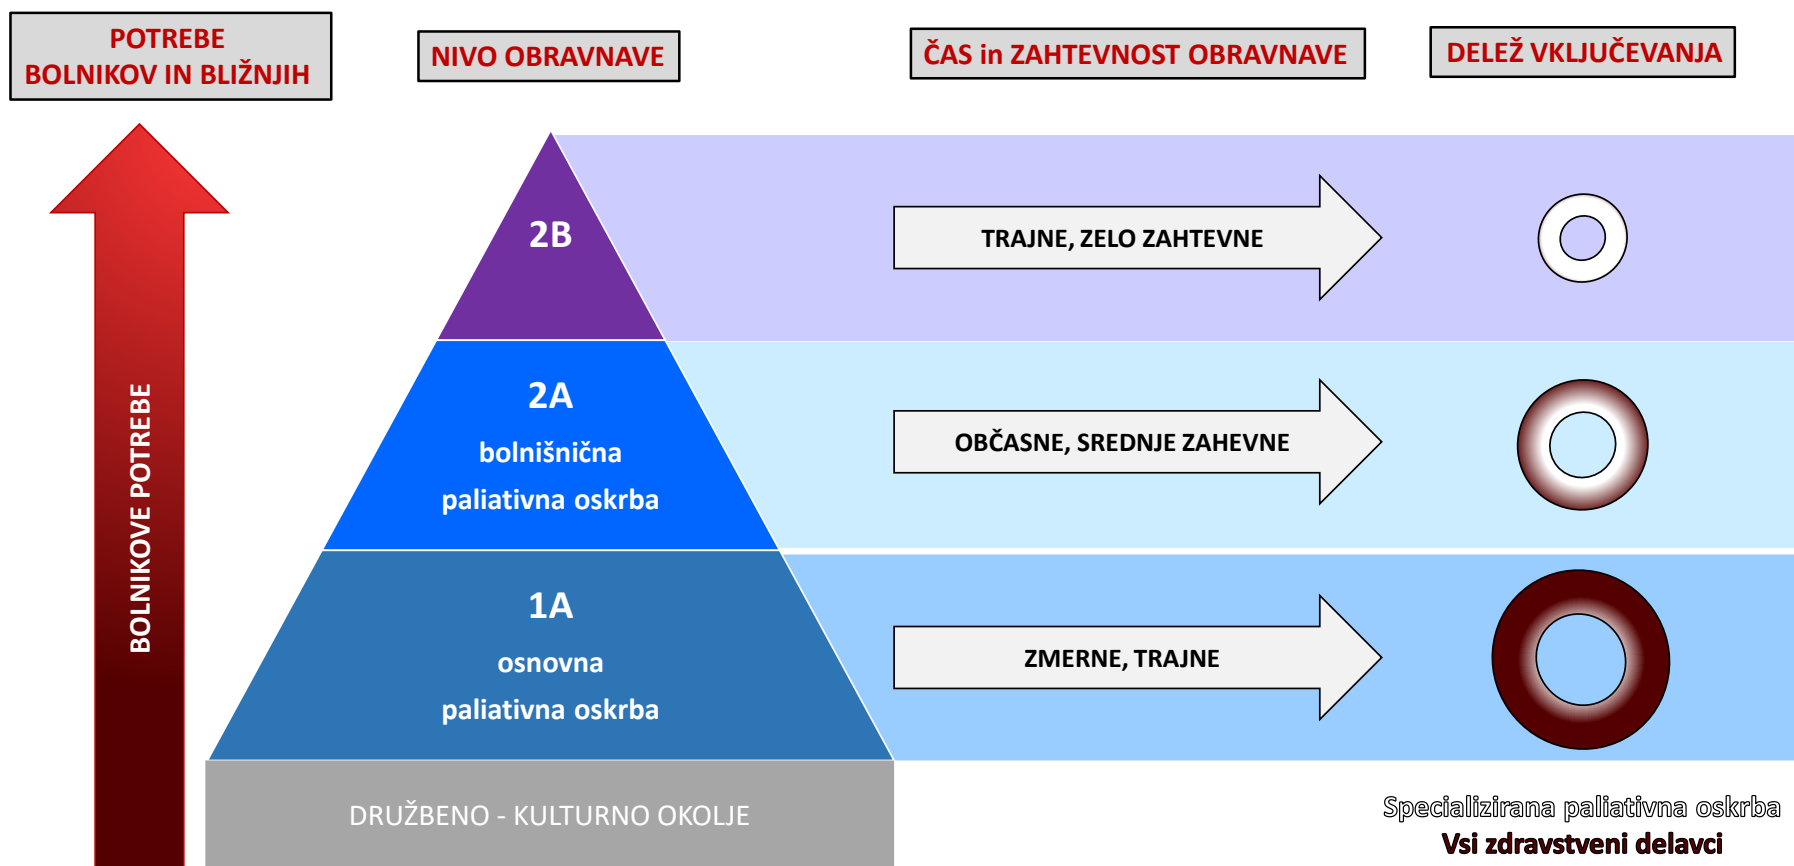 POTREBE
BOLNIKOV IN BLIŽNJIH
NIVO OBRAVNAVE
ČAS in ZAHTEVNOST OBRAVNAVE
DELEŽ VKLJUČEVANJA
BOLNIKOVE POTREBE
2B
TRAJNE, ZELO ZAHTEVNE
2A
bolnišnična
paliativna oskrba
OBČASNE, SREDNJE ZAHEVNE
1A
osnovna
paliativna oskrba
ZMERNE, TRAJNE
DRUŽBENO - KULTURNO OKOLJE
Specializirana paliativna oskrba
Vsi zdravstveni delavci